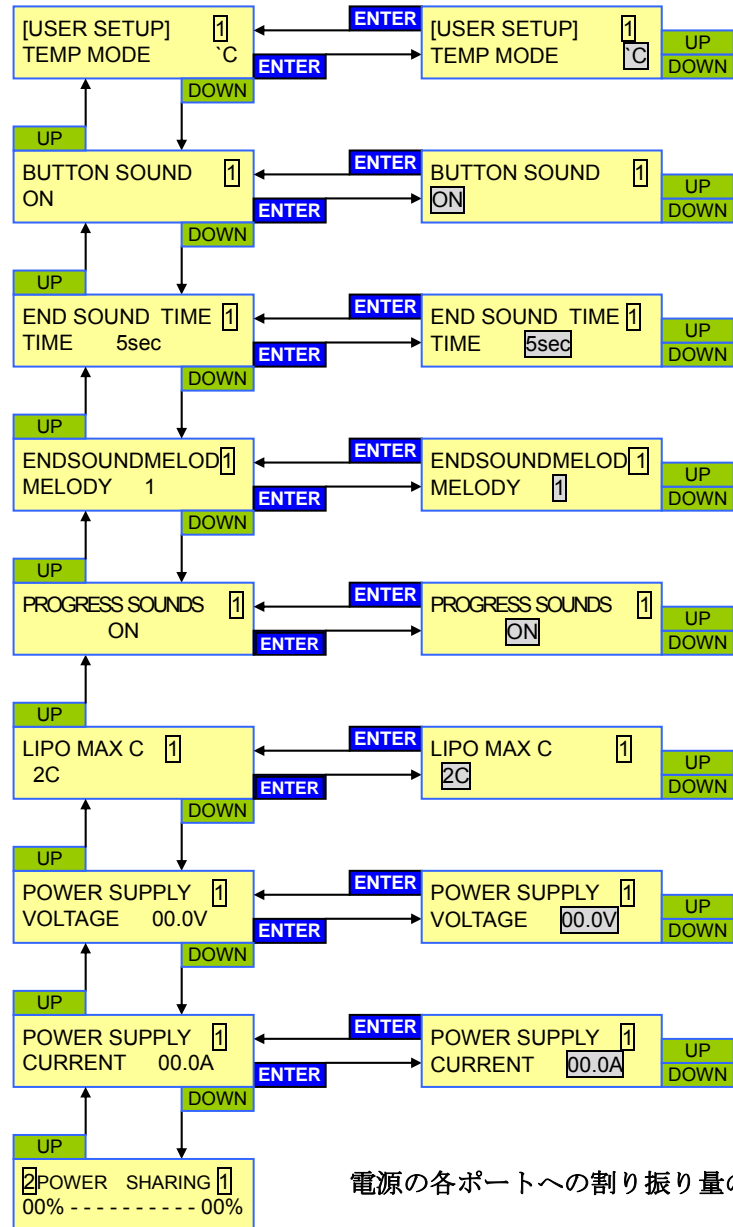 ENTER
[USER SETUP] 1
TEMP MODE `C
[USER SETUP] 1
TEMP MODE `C
UP
DOWN
ENTER
DOWN
UP
ENTER
BUTTON SOUND 1
ON
BUTTON SOUND 1
ON
UP
DOWN
ENTER
DOWN
UP
ENTER
END SOUND TIME 1
TIME 5sec
END SOUND TIME 1
TIME 5sec
UP
DOWN
ENTER
DOWN
UP
ENTER
ENDSOUNDMELOD 1
MELODY 1
ENDSOUNDMELOD 1
MELODY 1
UP
DOWN
ENTER
DOWN
UP
ENTER
PROGRESS SOUNDS 1
ON
PROGRESS SOUNDS 1
ON
UP
DOWN
ENTER
UP
ENTER
LIPO MAX C 1
2C
LIPO MAX C 1
2C
UP
DOWN
ENTER
DOWN
UP
ENTER
POWER SUPPLY 1
VOLTAGE 00.0V
POWER SUPPLY 1
VOLTAGE 00.0V
UP
DOWN
ENTER
DOWN
UP
ENTER
POWER SUPPLY 1
CURRENT 00.0A
POWER SUPPLY 1
CURRENT 00.0A
UP
DOWN
ENTER
DOWN
UP
2 POWER SHARING 1
00% - - - - - - - - - - 00%
電源の各ポートへの割り振り量の